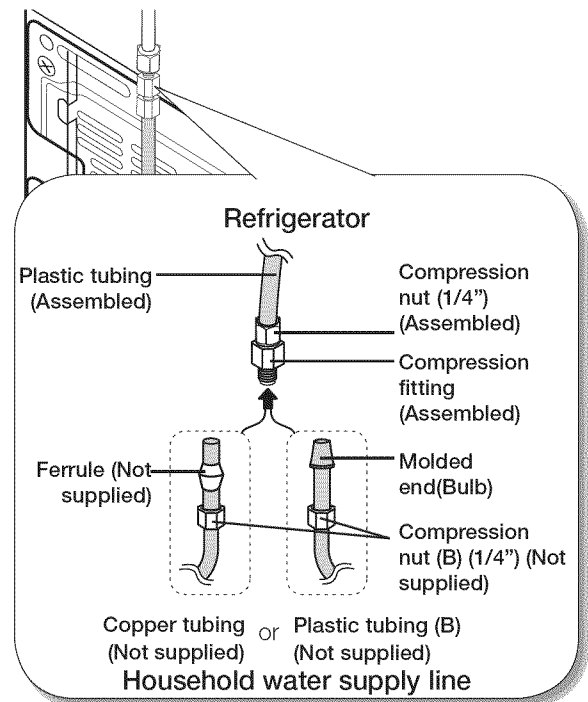 Refrigerator
Plastic tubing
(Assembled)
Compression
nut (1/4”)
(Assembled)
Compression
fitting
(Assembled)
Ferrule (Not
supplied)
Molded
end(Bulb)
Compression
nut (B) (1/4”) (Not
supplied)
Copper tubing
(Not supplied)
or
Plastic tubing (B)
(Not supplied)
Household water supply line